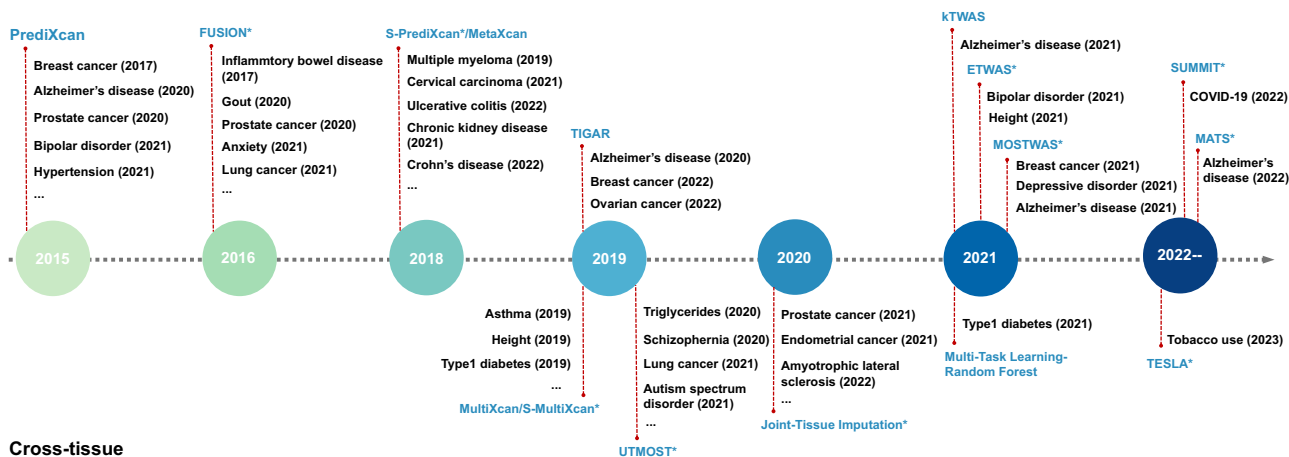 PrediXcan
Breast cancer (2017)
Alzheimer's disease (2020)
Prostate cancer (2020)
Bipolar disorder (2021)
Hypertension (2021)
...
FUSION*
Inflammtory bowel disease
(2017)
Gout (2020)
Prostate cancer (2020)
Anxiety (2021)
Lung cancer (2021)
...
S-PrediXcan*/MetaXcan
Multiple myeloma (2019)
Cervical carcinoma (2021)
Ulcerative colitis (2022)
Chronic kidney disease
(2021)
Crohn's disease (2022)
...
TIGAR
Alzheimer's disease (2020)
Breast cancer (2022)
Ovarian cancer (2022)
kTWAS
Alzheimer's disease (2021)
ETWAS*
Bipolar disorder (2021)
Height (2021)
MOSTWAS*
Breast cancer (2021)
Depressive disorder (2021)
Alzheimer's disease (2021)
SUMMIT*
COVID-19 (2022)
MATS*
Alzheimer's
disease (2022)
2015
2016
2018
2019
2020
2021
2022--
Asthma (2019)
Height (2019)
Type1 diabetes (2019)
...
MultiXcan/S-MultiXcan*
Triglycerides (2020)
Schizophernia (2020)
Lung cancer (2021)
Autism spectrum
disorder (2021)
...
UTMOST*
Prostate cancer (2021)
Endometrial cancer (2021)
Amyotrophic lateral
sclerosis (2022)
...
Joint-Tissue Imputation*
Type1 diabetes (2021)
Multi-Task Learning-
Random Forest
Tobacco use (2023)
TESLA*
Cross-tissue